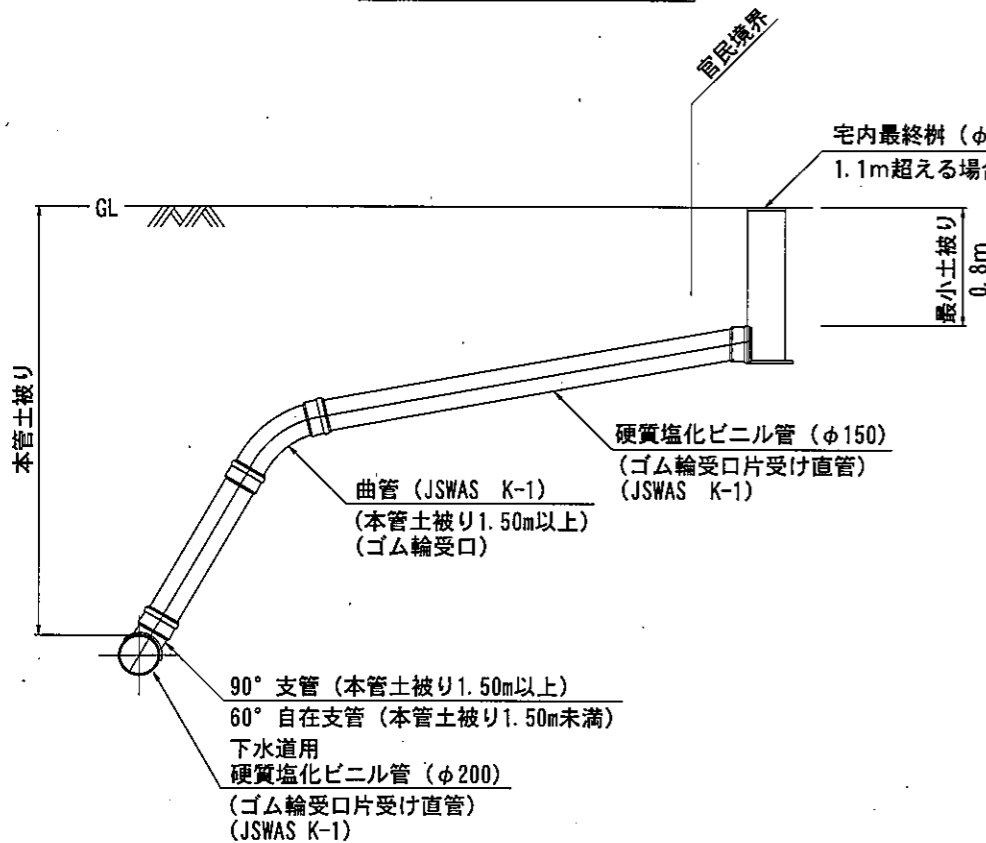 官民境界
宅内最終桝 (φ
1.1m超える場合
GL
最小土被り
0.8m
本管土被り
硬質塩化ビニル管 (φ150)
(ゴム輪受口片受け直管)
(JSWAS K-1)
曲管 (JSWAS K-1)
(本管土被り1.50m以上)
(ゴム輪受口)
90° 支管 (本管土被り1.50m以上)
60° 自在支管 (本管土被り1.50m未満)
下水道用
硬質塩化ビニル管 (φ200)
(ゴム輪受口片受け直管)
(JSWAS K-1)